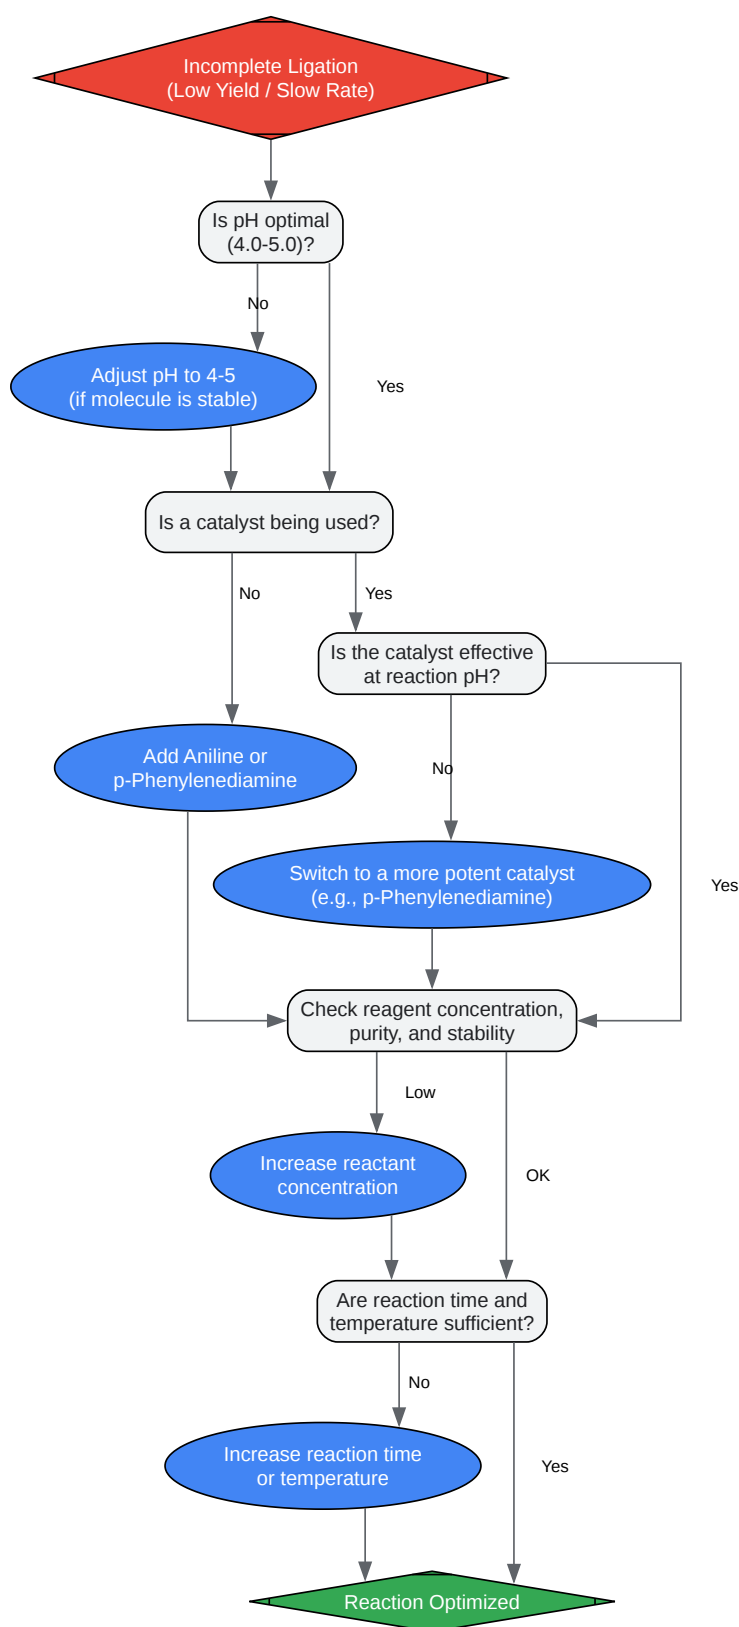 Incomplete Ligation
(Low Yield / Slow Rate)
Is pH optimal
(4.0-5.0)?
No
Adjust pH to 4-5
(if molecule is stable)
Yes
Is a catalyst being used?
No
Yes
Is the catalyst effective
at reaction pH?
Add Aniline or
p-Phenylenediamine
No
Switch to a more potent catalyst
(e.g., p-Phenylenediamine)
Yes
Check reagent concentration,
purity, and stability
Low
Increase reactant
concentration
OK
Are reaction time and
temperature sufficient?
No
Increase reaction time
or temperature
Yes
Reaction Optimized